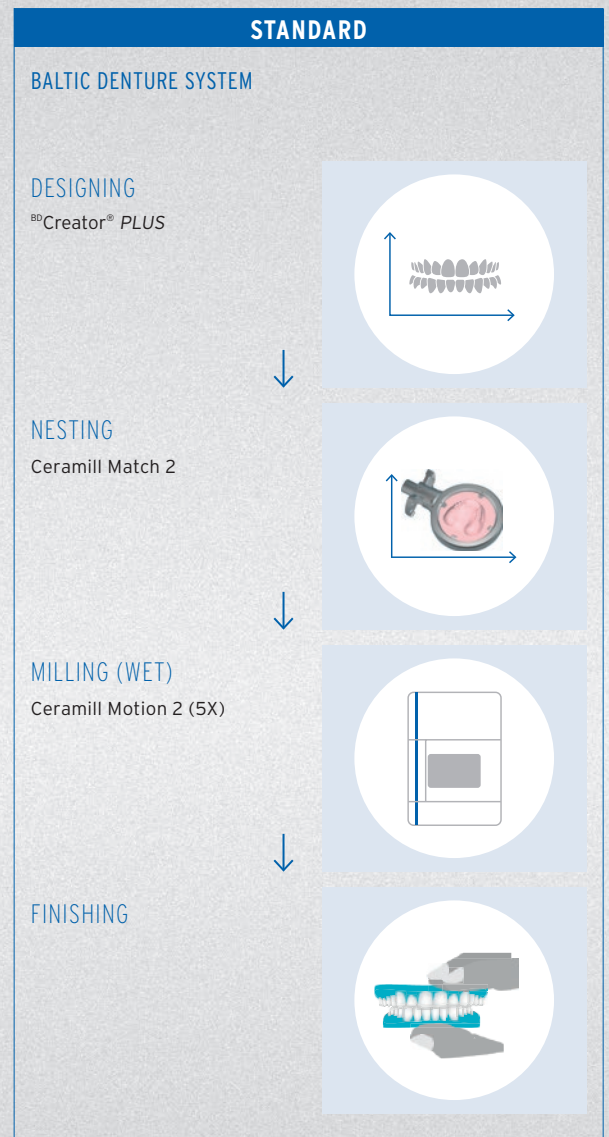 STANDARD
BALTIC DENTURE SYSTEM
DESIGNING
BDCreator® PLUS
NESTING
Ceramill Match 2
MILLING (WET)
Ceramill Motion 2 (5X)
FINISHING